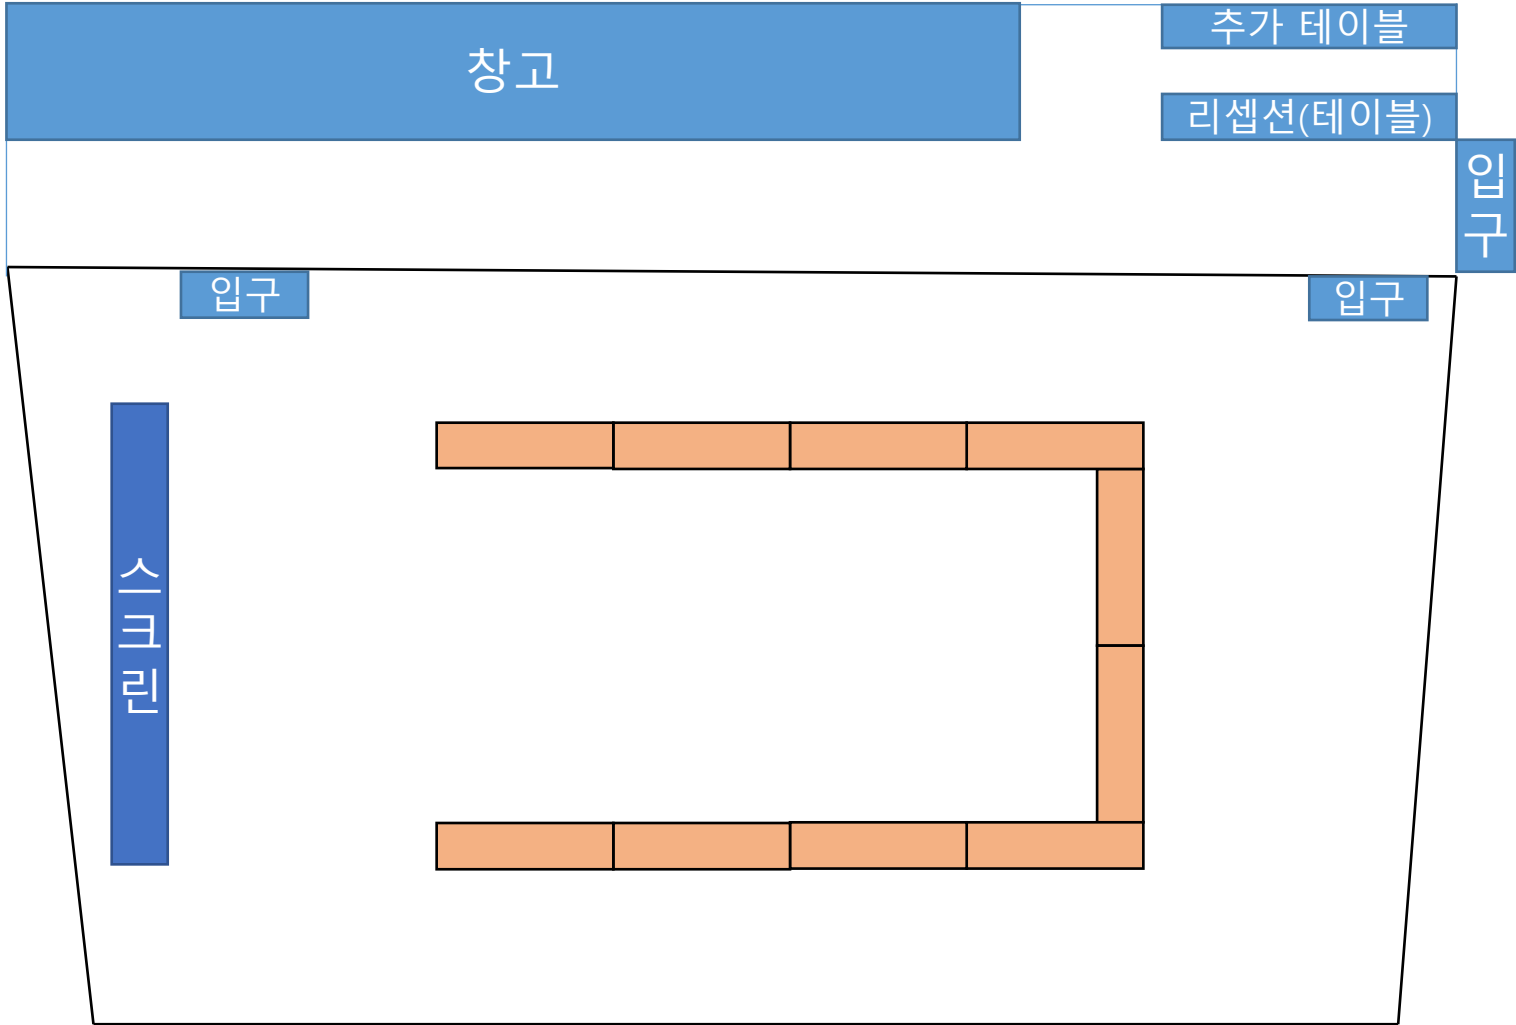 창고
추가 테이블
리셉션(테이블)
입구
입구
입구
스크린